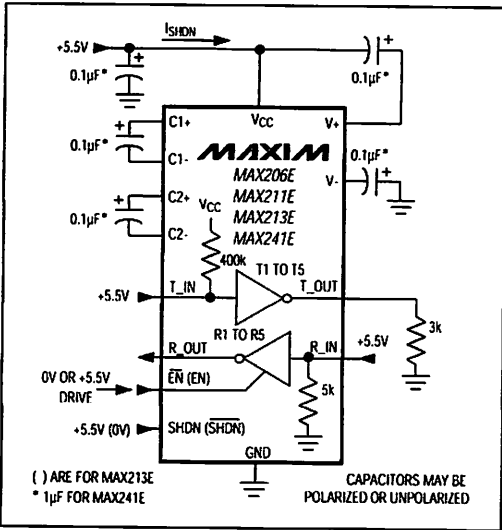 ISHDN
+5.5V
0.1µF*
0.1µF*
C1+
VCC
V+
0.1µF*
C1-
MAXIM
0.1µF*
MAX206E
V-
C2+
MAX211E
0.1µF*
VCC
MAX213E
C2-
MAX241E
400k
T1 TO T5
T_IN
T_OUT
+5.5V
R1 TO R5
3k
R_OUT
R_IN
+5.5V
0V OR +5.5V
DRIVE
EN (EN)
5k
+5.5V (0V)
SHDN (SHDN)
GND
( ) ARE FOR MAX213E
* 1µF FOR MAX241E
CAPACITORS MAY BE
POLARIZED OR UNPOLARIZED